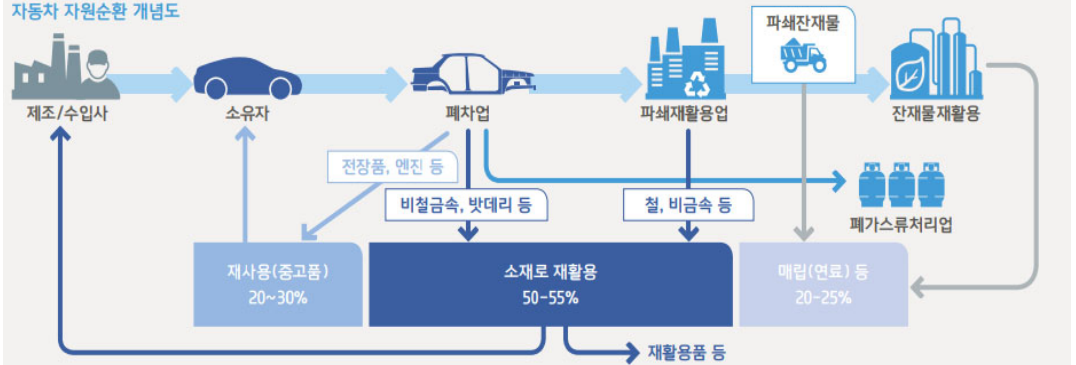 자동차 자원순환 개념도
파쇄잔재물
제조/수입사
소유자
폐차업
파쇄재활용업
잔재물재활용
전장품, 엔진 등
비철금속, 밧데리 등
철, 비금속 등
폐가스류처리업
재사용(중고품)
20~30%
소재로 재활용
50-55%
매립(연료) 등
20-25%
재활용품 등